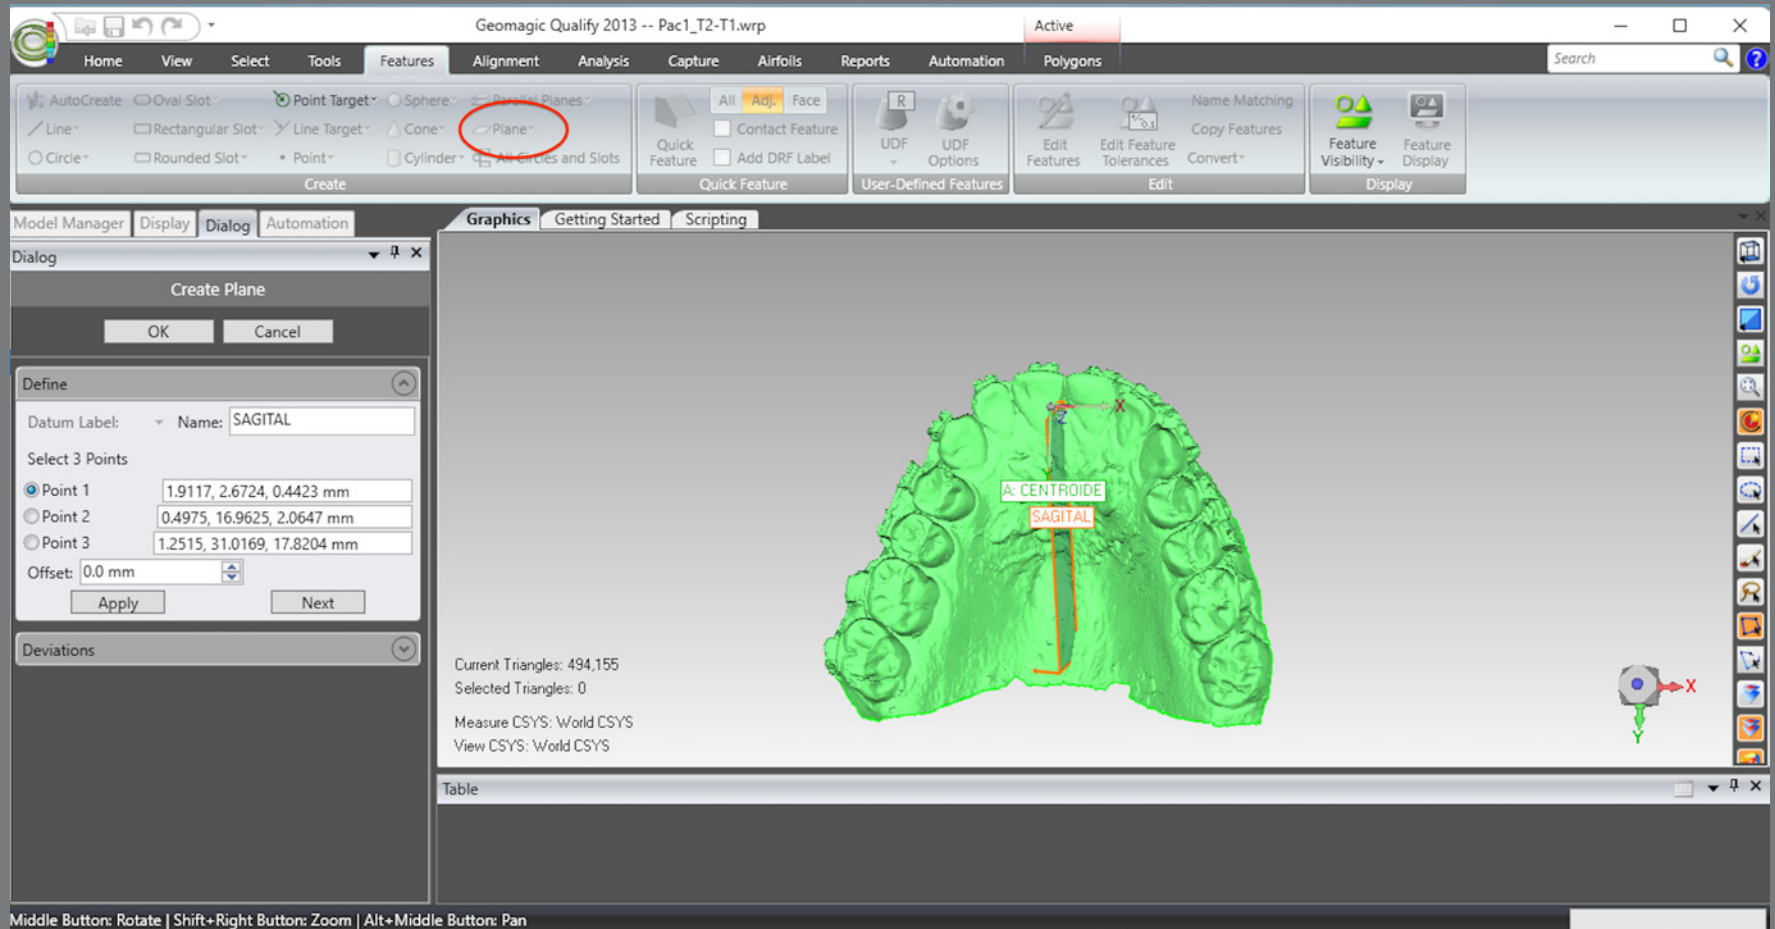 Geomagic Qualify 2013 -- Pac1_T2-T1.wrp
Active
Home View Select Tools Features Alignment Analysis Capture Airfoils Reports Automation Polygons
Search
?
AutoCreate Oval Slot Point Target Sphere Parallel Planes
Line Rectangular Slot Line Target Cone Plane
Circle Rounded Slot Point Cylinder All Circles and Slots
Create
Quick Feature
All Adj. Face
Contact Feature
Add DRF Label
Quick Feature
R
UDF
UDF Options
User-Defined Features
Edit Features
Edit Feature Tolerances
Name Matching
Copy Features
Convert
Edit
Feature Visibility
Feature Display
Display
Model Manager Display Dialog Automation
Dialog
Create Plane
OK Cancel
Define
Datum Label: Name: SAGITAL
Select 3 Points
Point 1 1.9117, 2.6724, 0.4423 mm
Point 2 0.4975, 16.9625, 2.0647 mm
Point 3 1.2515, 31.0169, 17.8204 mm
Offset: 0.0 mm
Apply Next
Deviations
Graphics Getting Started Scripting
X
Z
A: CENTROIDE
SAGITAL
Current Triangles: 494,155
Selected Triangles: 0
Measure CSYS: World CSYS
View CSYS: World CSYS
X
Y
Table
Middle Button: Rotate | Shift+Right Button: Zoom | Alt+Middle Button: Pan